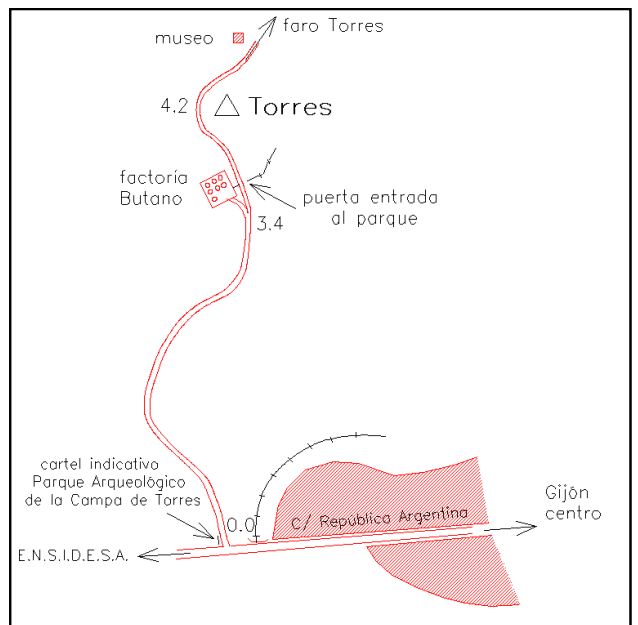 faro Torres
museo
4.2
Torres
factoría
Butano
puerta entrada
al parque
3.4
cartel indicativo
Parque Arqueológico
de la Campa de Torres
0.0
C/ República Argentina
Gijón
centro
E.N.S.I.D.E.S.A.